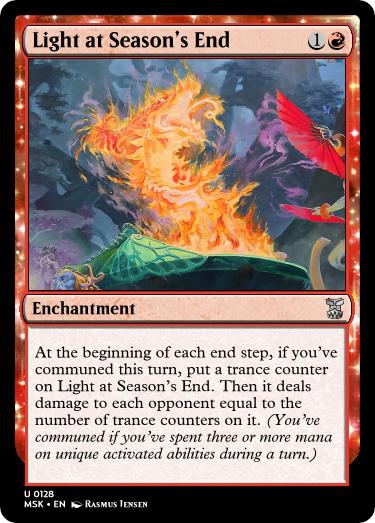 Light at Season's End 1
Enchantment
At the beginning of each end step, if you've
communed this turn, put a trance counter
on Light at Season's End. Then it deals
damage to each opponent equal to the
number of trance counters on it. (You've
communed if you've spent three or more mana
on unique activated abilities during a turn.)
U 0128
MSK • EN Rasmus Jensen